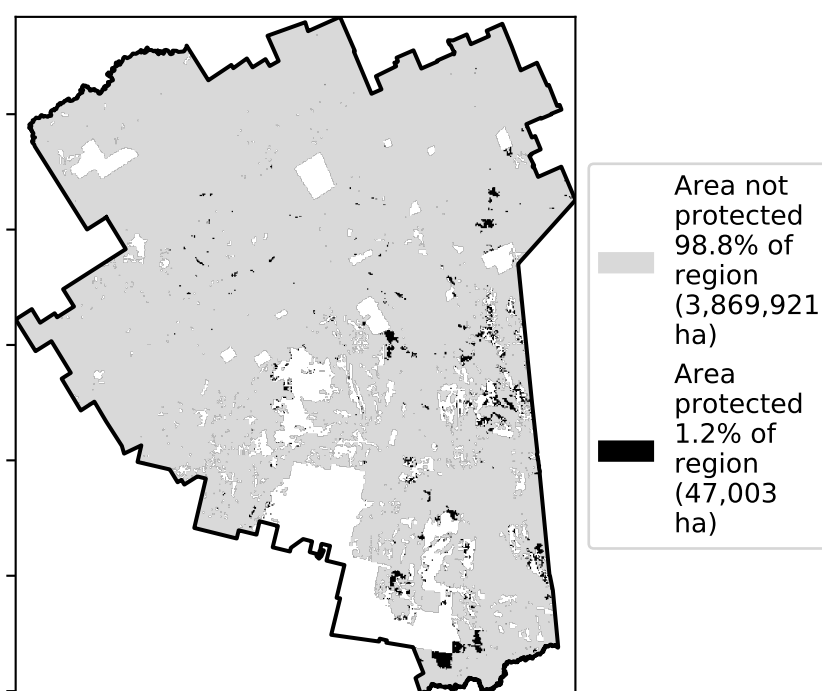 Area not
protected
98.8% of
region
(3,869,921
ha)
Area
protected
1.2% of
region
(47,003
ha)